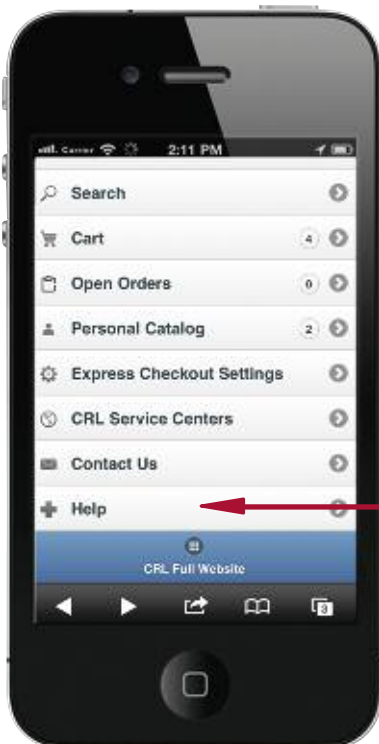 Carrier 2:11 PM
Search
Cart 4
Open Orders 0
Personal Catalog 2
Express Checkout Settings
CRL Service Centers
Contact Us
Help
CRL Full Website
3